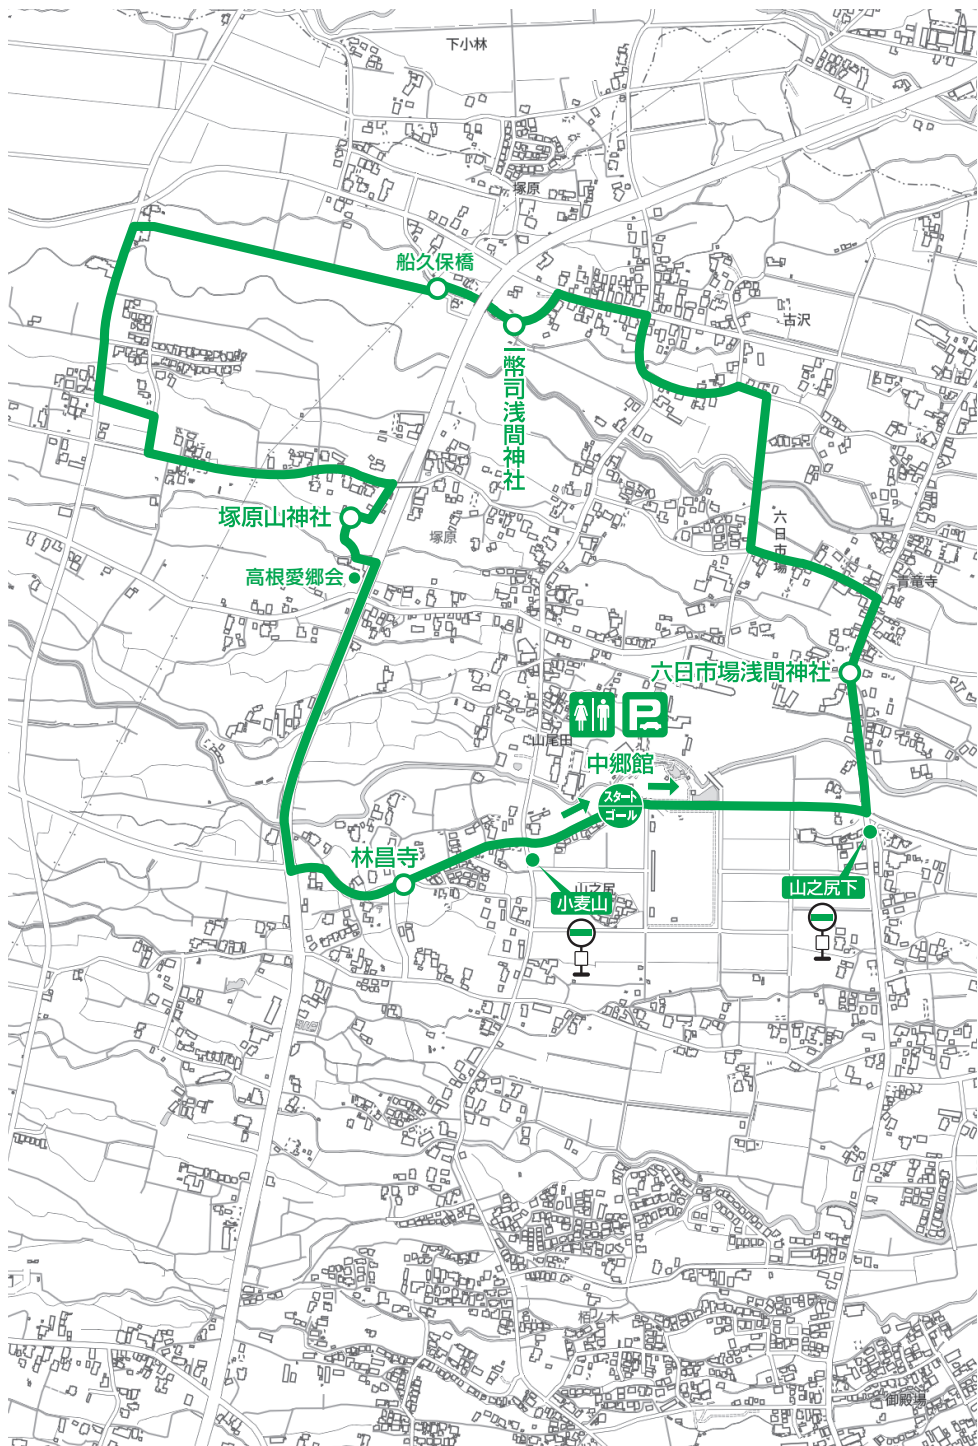 下小林
塚原
船久保橋
古沢
一幣司浅間神社
塚原山神社
六日市場
塚原
高根愛郷会
青竜寺
六日市場浅間神社
山尾田
中郷館
スタート
ゴール
林昌寺
山之尻
小麦山
山之尻下
柏ノ木
御殿場